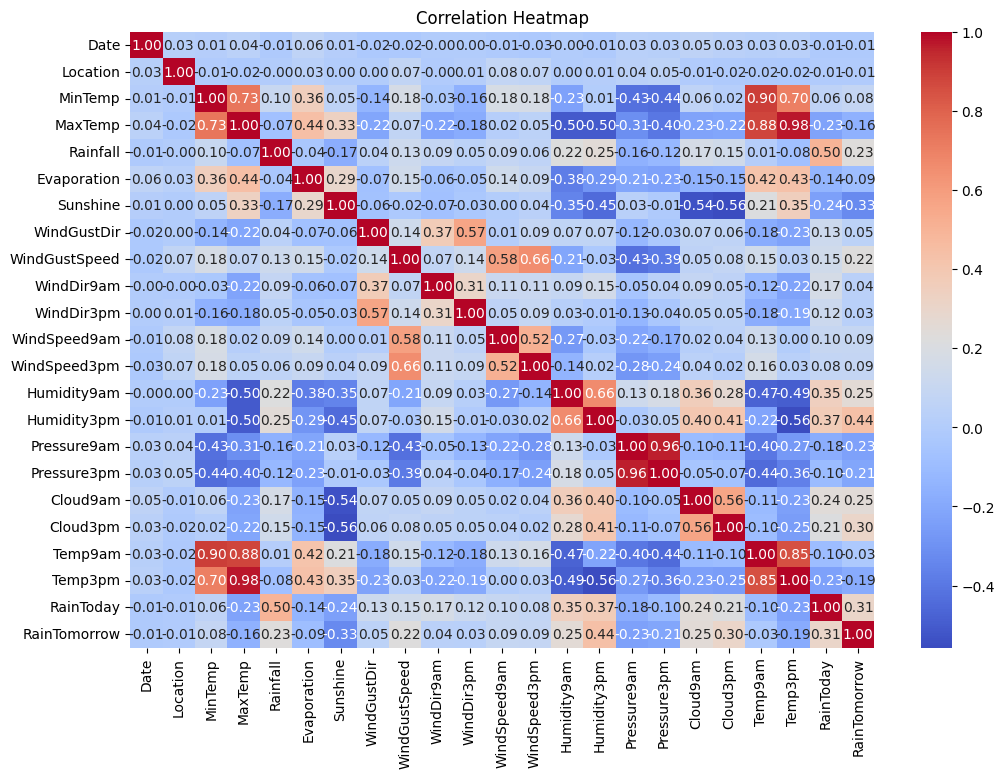 Correlation Heatmap
Date 1.00 0.03 0.01 0.04 -0.01 0.06 0.01 -0.02 -0.02 -0.00 0.00 -0.01 -0.03 -0.00 -0.01 0.03 0.03 0.05 0.03 0.03 0.03 -0.01 -0.01
Location 0.03 1.00 -0.01 -0.02 -0.00 0.03 0.00 0.00 0.07 -0.00 0.01 0.08 0.07 0.00 0.01 0.04 0.05 -0.01 -0.02 -0.02 -0.02 -0.01 -0.01
MinTemp 0.01 -0.01 1.00 0.73 0.10 0.36 0.05 -0.14 0.18 -0.03 -0.16 0.18 0.18 -0.23 0.01 -0.43 -0.44 0.06 0.02 0.90 0.70 0.06 0.08
MaxTemp 0.04 -0.02 0.73 1.00 -0.07 0.44 0.33 -0.22 0.07 -0.22 -0.18 0.02 0.05 -0.50 -0.50 -0.31 -0.40 -0.23 -0.22 0.88 0.98 -0.23 -0.16
Rainfall -0.01 -0.00 0.10 -0.07 1.00 -0.04 -0.17 0.04 0.13 0.09 0.05 0.09 0.06 0.22 0.25 -0.16 -0.12 0.17 0.15 0.01 -0.08 0.50 0.23
Evaporation 0.06 0.03 0.36 0.44 -0.04 1.00 0.29 -0.07 0.15 -0.06 -0.05 0.14 0.09 -0.38 -0.29 -0.21 -0.23 -0.15 -0.15 0.42 0.43 -0.14 -0.09
Sunshine 0.01 0.00 0.05 0.33 -0.17 0.29 1.00 -0.06 -0.02 -0.07 -0.03 0.00 0.04 -0.35 -0.45 0.03 -0.01 -0.54 -0.56 0.21 0.35 -0.24 -0.33
WindGustDir -0.02 0.00 -0.14 -0.22 0.04 -0.07 -0.06 1.00 0.14 0.37 0.57 0.01 0.09 0.07 0.07 -0.12 -0.03 0.07 0.06 -0.18 -0.23 0.13 0.05
WindGustSpeed -0.02 0.07 0.18 0.07 0.13 0.15 -0.02 0.14 1.00 0.07 0.14 0.58 0.66 -0.21 -0.03 -0.43 -0.39 0.05 0.08 0.15 0.03 0.15 0.22
WindDir9am -0.00 -0.00 -0.03 -0.22 0.09 -0.06 -0.07 0.37 0.07 1.00 0.31 0.11 0.11 0.09 0.15 -0.05 0.04 0.09 0.05 -0.12 -0.22 0.17 0.04
WindDir3pm 0.00 0.01 -0.16 -0.18 0.05 -0.05 -0.03 0.57 0.14 0.31 1.00 0.05 0.09 0.03 -0.01 -0.13 -0.04 0.05 0.05 -0.18 -0.19 0.12 0.03
WindSpeed9am -0.01 0.08 0.18 0.02 0.09 0.14 0.00 0.01 0.58 0.11 0.05 1.00 0.52 -0.27 -0.03 -0.22 -0.17 0.02 0.04 0.13 0.00 0.10 0.09
WindSpeed3pm -0.03 0.07 0.18 0.05 0.06 0.09 0.04 0.09 0.66 0.11 0.09 0.52 1.00 -0.14 0.02 -0.28 -0.24 0.04 0.02 0.16 0.03 0.08 0.09
Humidity9am -0.00 0.00 -0.23 -0.50 0.22 -0.38 -0.35 0.07 -0.21 0.09 0.03 -0.27 -0.14 1.00 0.66 0.13 0.18 0.36 0.28 -0.47 -0.49 0.35 0.25
Humidity3pm -0.01 0.01 0.01 -0.50 0.25 -0.29 -0.45 0.07 -0.03 0.15 -0.01 -0.03 0.02 0.66 1.00 -0.03 0.05 0.40 0.41 -0.22 -0.56 0.37 0.44
Pressure9am 0.03 0.04 -0.43 -0.31 -0.16 -0.21 0.03 -0.12 -0.43 -0.05 -0.13 -0.22 -0.28 0.13 -0.03 1.00 0.96 -0.10 -0.11 -0.40 -0.27 -0.18 -0.23
Pressure3pm 0.03 0.05 -0.44 -0.40 -0.12 -0.23 -0.01 -0.03 -0.39 0.04 -0.04 -0.17 -0.24 0.18 0.05 0.96 1.00 -0.05 -0.07 -0.44 -0.36 -0.10 -0.21
Cloud9am 0.05 -0.01 0.06 -0.23 0.17 -0.15 -0.54 0.07 0.05 0.09 0.05 0.02 0.04 0.36 0.40 -0.10 -0.05 1.00 0.56 -0.11 -0.23 0.24 0.25
Cloud3pm 0.03 -0.02 0.02 -0.22 0.15 -0.15 -0.56 0.06 0.08 0.05 0.05 0.04 0.02 0.28 0.41 -0.11 -0.07 0.56 1.00 -0.10 -0.25 0.21 0.30
Temp9am 0.03 -0.02 0.90 0.88 0.01 0.42 0.21 -0.18 0.15 -0.12 -0.18 0.13 0.16 -0.47 -0.22 -0.40 -0.44 -0.11 -0.10 1.00 0.85 -0.10 -0.03
Temp3pm 0.03 -0.02 0.70 0.98 -0.08 0.43 0.35 -0.23 0.03 -0.22 -0.19 0.00 0.03 -0.49 -0.56 -0.27 -0.36 -0.23 -0.25 0.85 1.00 -0.23 -0.19
RainToday -0.01 -0.01 0.06 -0.23 0.50 -0.14 -0.24 0.13 0.15 0.17 0.12 0.10 0.08 0.35 0.37 -0.18 -0.10 0.24 0.21 -0.10 -0.23 1.00 0.31
RainTomorrow -0.01 -0.01 0.08 -0.16 0.23 -0.09 -0.33 0.05 0.22 0.04 0.03 0.09 0.09 0.25 0.44 -0.23 -0.21 0.25 0.30 -0.03 -0.19 0.31 1.00
Date
Location
MinTemp
MaxTemp
Rainfall
Evaporation
Sunshine
WindGustDir
WindGustSpeed
WindDir9am
WindDir3pm
WindSpeed9am
WindSpeed3pm
Humidity9am
Humidity3pm
Pressure9am
Pressure3pm
Cloud9am
Cloud3pm
Temp9am
Temp3pm
RainToday
RainTomorrow
1.0
0.8
0.6
0.4
0.2
0.0
-0.2
-0.4